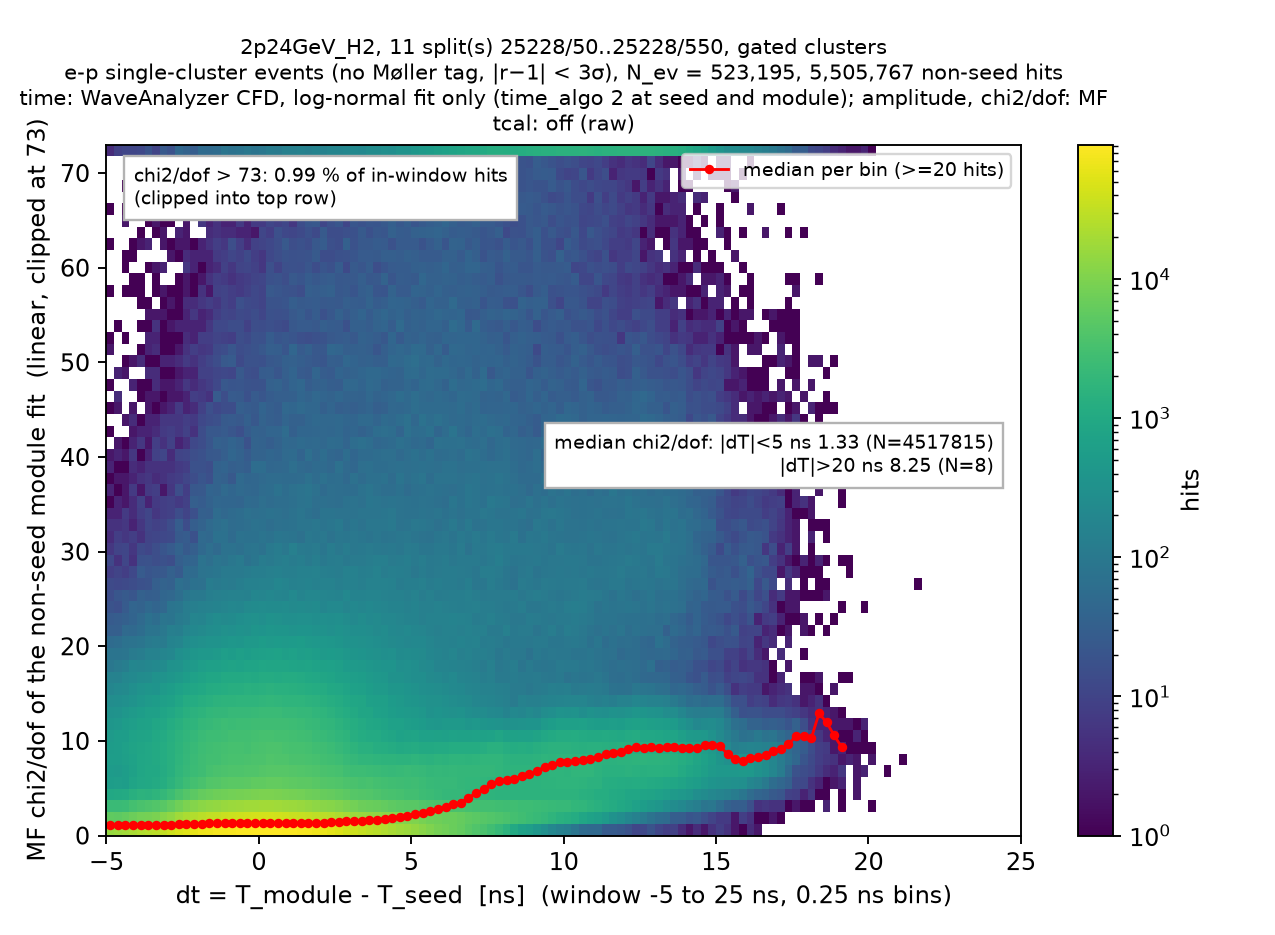 2p24GeV_H2, 11 split(s) 25228/50..25228/550, gated clusters
e-p single-cluster events (no Møller tag, |r−1| < 3σ), N_ev = 523,195, 5,505,767 non-seed hits
time: WaveAnalyzer CFD, log-normal fit only (time_algo 2 at seed and module); amplitude, chi2/dof: MF
tcal: off (raw)
chi2/dof > 73: 0.99 % of in-window hits
(clipped into top row)
median per bin (>=20 hits)
median chi2/dof: |dT|<5 ns 1.33 (N=4517815)
|dT|>20 ns 8.25 (N=8)
MF chi2/dof of the non-seed module fit (linear, clipped at 73)
70
60
50
40
30
20
10
0
−5
0
5
10
15
20
25
dt = T_module - T_seed [ns] (window -5 to 25 ns, 0.25 ns bins)
10⁴
10³
10²
10¹
10⁰
hits